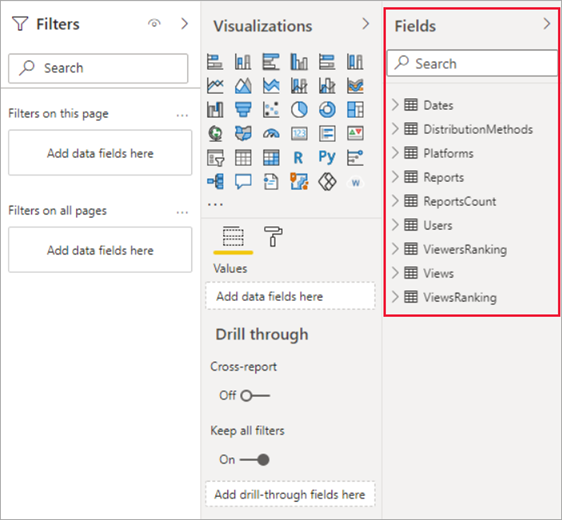 Filters
Search
Filters on this page
...
Add data fields here
Filters on all pages
...
Add data fields here
Visualizations
123
R
Py
W
...
Values
Add data fields here
Drill through
Cross-report
Off
Keep all filters
On
Add drill-through fields here
Fields
Search
Dates
DistributionMethods
Platforms
Reports
ReportsCount
Users
ViewersRanking
Views
ViewsRanking